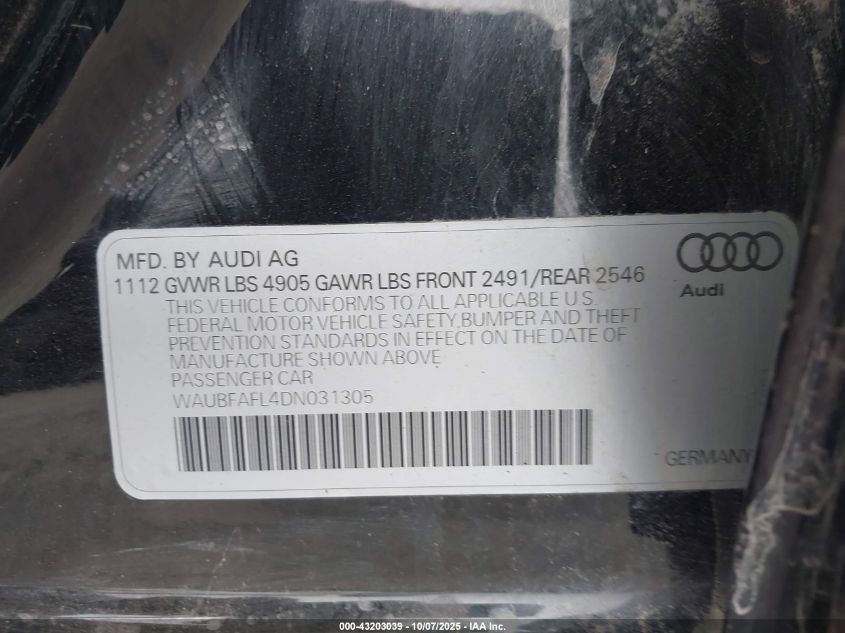 MFD. BY AUDI AG
1112 GVWR LBS 4905 GAWR LBS FRONT 2491/REAR 2546
THIS VEHICLE CONFORMS TO ALL APPLICABLE U.S.
FEDERAL MOTOR VEHICLE SAFETY,BUMPER AND THEFT
PREVENTION STANDARDS IN EFFECT ON THE DATE OF
MANUFACTURE SHOWN ABOVE
PASSENGER CAR
WAUBFAFL4DN031305
Audi
GERMANY
000-43203039 - 10/07/2025 - IAA Inc.